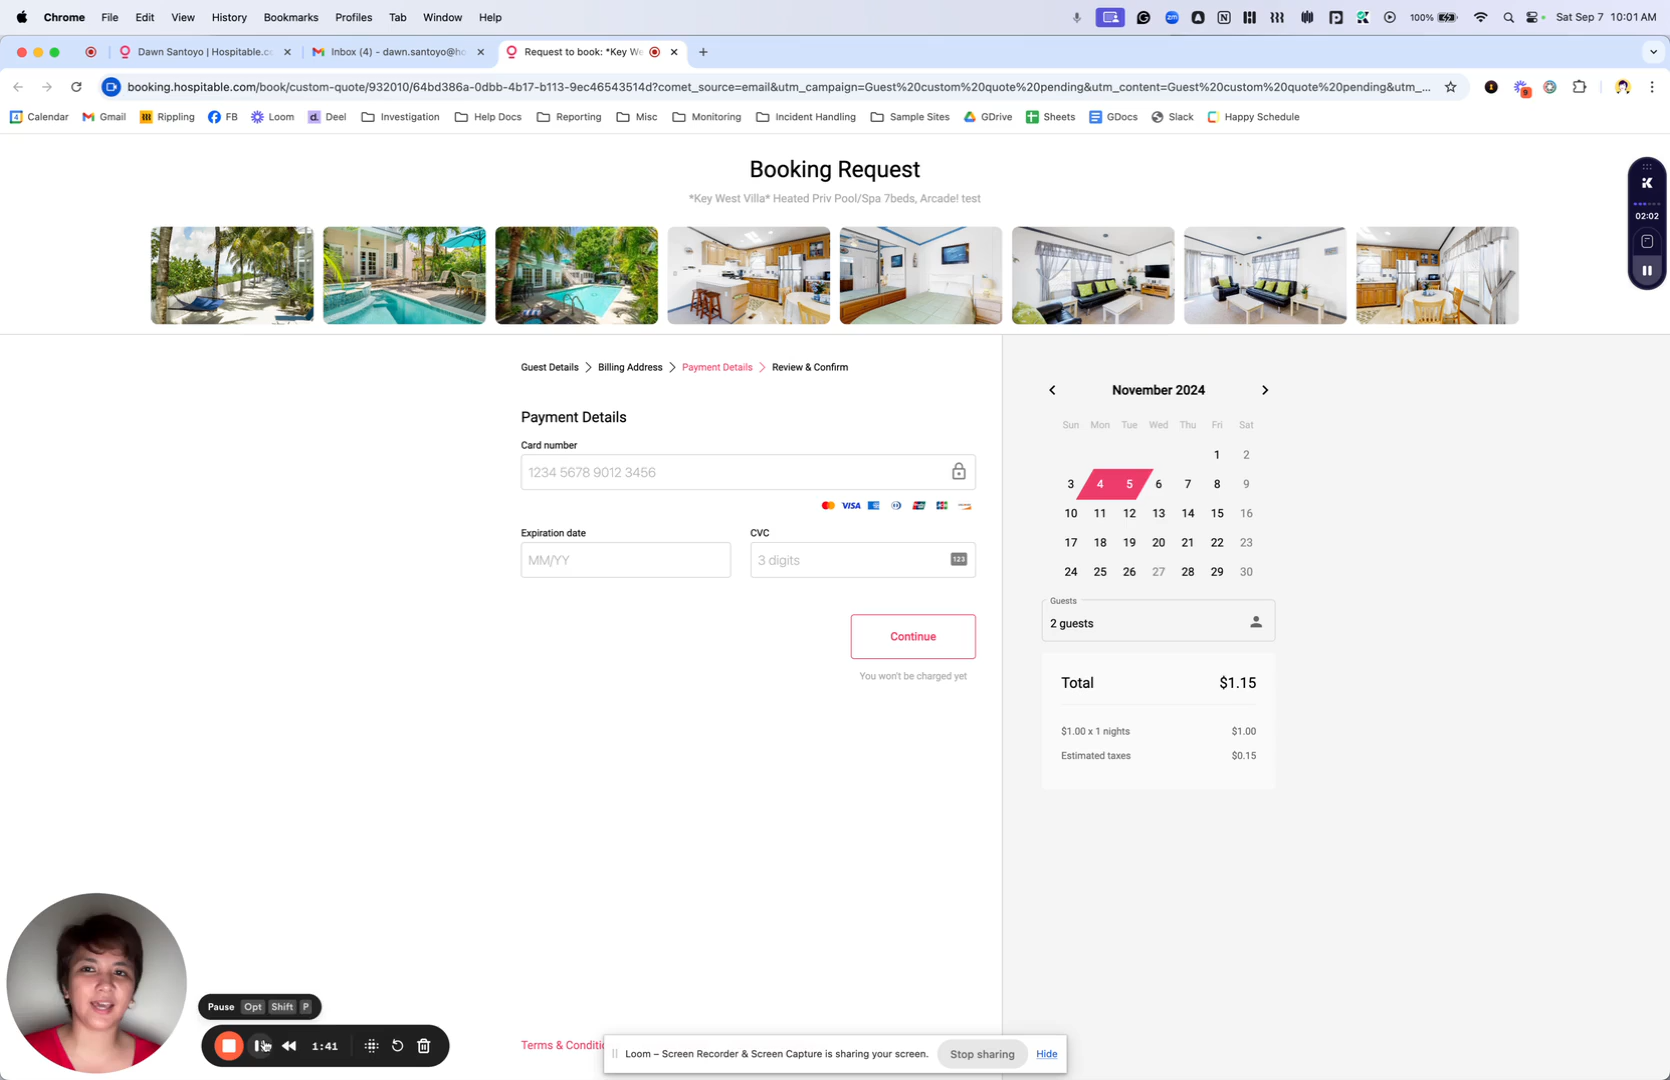 Chrome File Edit View History Bookmarks Profiles Tab Window Help 100% Sat Sep 7 10:01AM
Dawn Santoyo | Hospitable.c Inbox (4) - dawn.santoyo@ho Request to book: *Key We
booking.hospitable.com/book/custom-quote/932010/64bd386a-0dbb-4b17-b113-9ec46543514d?comet_source=email&utm_campaign=Guest%20custom%20quote%20pending&utm_content=Guest%20custom%20quote%20pending&utm_...
Calendar Gmail Rippling FB Loom Deel Investigation Help Docs Reporting Misc Monitoring Incident Handling Sample Sites GDrive Sheets GDocs Slack Happy Schedule
Booking Request
*Key West Villa* Heated Priv Pool/Spa 7beds, Arcade! test
02:02
Guest Details Billing Address Payment Details Review & Confirm
Payment Details
Card number
1234 5678 9012 3456
VISA
Expiration date CVC
MM/YY 3 digits 123
Continue
You won't be charged yet
November 2024
Sun Mon Tue Wed Thu Fri Sat
1 2
3 4 5 6 7 8 9
10 11 12 13 14 15 16
17 18 19 20 21 22 23
24 25 26 27 28 29 30
Guests
2 guests
Total $1.15
$1.00 x 1 nights $1.00
Estimated taxes $0.15
Pause Opt Shift P
1:41
Terms & Conditi
Loom – Screen Recorder & Screen Capture is sharing your screen. Stop sharing Hide